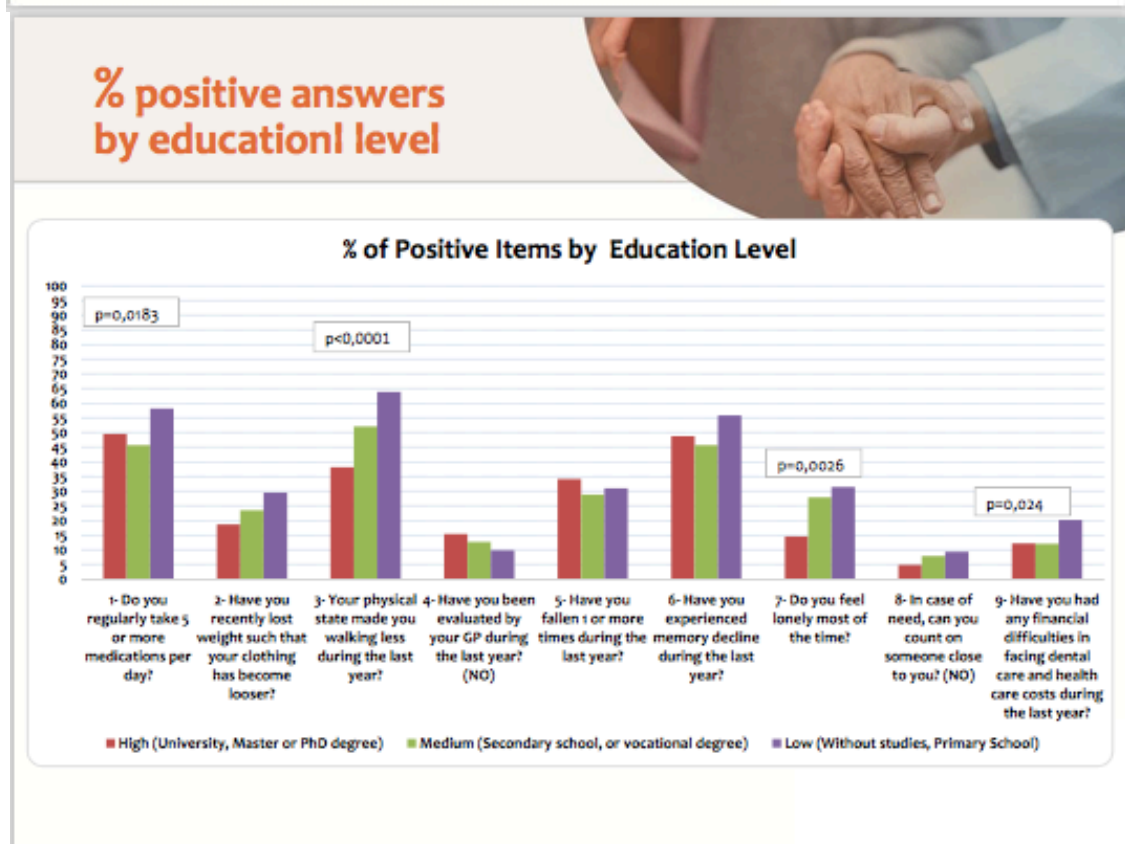 % positive answers
by educationl level
% of Positive Items by Education Level
100
95
90
85
80
75
70
65
60
55
50
45
40
35
30
25
20
15
10
5
0
p=0,0183
p<0,0001
p=0,0026
p=0,024
1- Do you
regularly take 5
or more
medications per
day?
2- Have you
recently lost
weight such that
your clothing
has become
looser?
3- Your physical
state made you
walking less
during the last
year?
4- Have you been
evaluated by
your GP during
the last year?
(NO)
5- Have you
fallen 1 or more
times during the
last year?
6- Have you
experienced
memory decline
during the last
year?
7- Do you feel
lonely most of
the time?
8- In case of
need, can you
count on
someone close
to you? (NO)
9- Have you had
any financial
difficulties in
facing dental
care and health
care costs during
the last year?
High (University, Master or PhD degree)
Medium (Secondary school, or vocational degree)
Low (Without studies, Primary School)